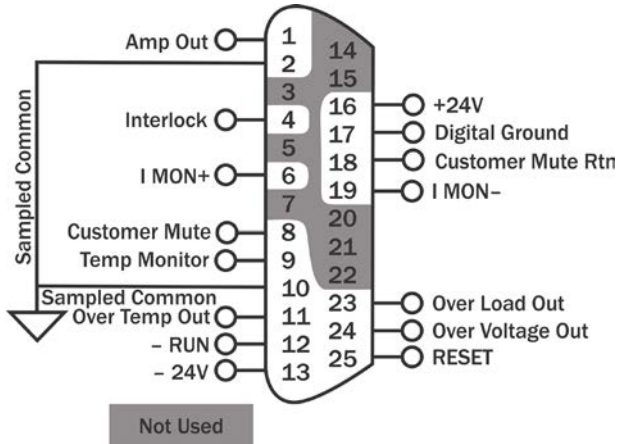 Amp Out
Interlock
I MON+
Customer Mute
Temp Monitor
Sampled Common
Over Temp Out
– RUN
– 24V
Sampled Common
1
2
3
4
5
6
7
8
9
10
11
12
13
14
15
16
17
18
19
20
21
22
23
24
25
+24V
Digital Ground
Customer Mute Rtn
I MON–
Over Load Out
Over Voltage Out
RESET
Not Used